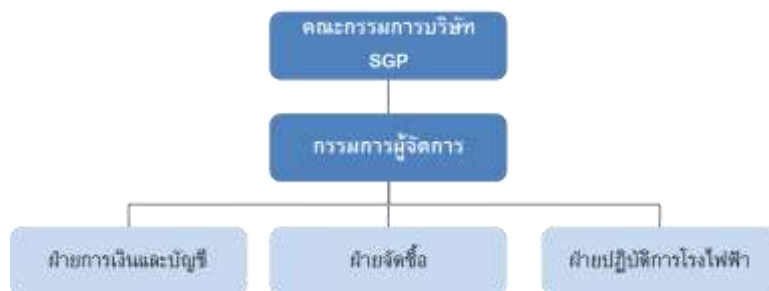 คณะกรรมการบริษัท
SGP
กรรมการผู้จัดการ
ฝ่ายการเงินและบัญชี
ฝ่ายจัดซื้อ
ฝ่ายปฏิบัติการโรงไฟฟ้า